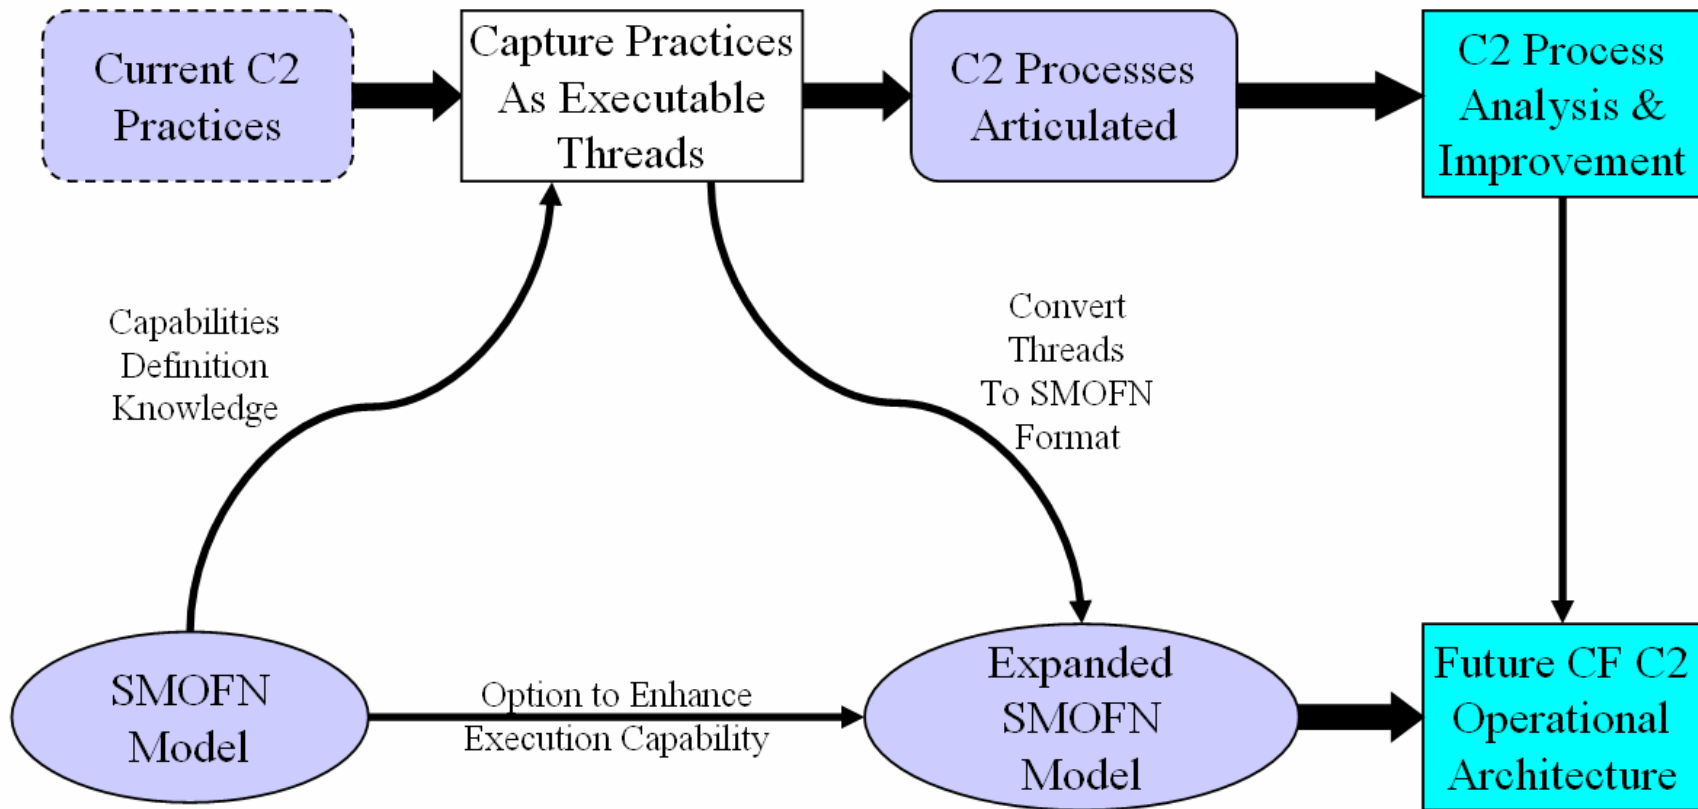 Current C2
Practices
Capture Practices
As Executable
Threads
C2 Processes
Articulated
C2 Process
Analysis &
Improvement
Capabilities
Definition
Knowledge
Convert
Threads
To SMOFN
Format
SMOFN
Model
Option to Enhance
Execution Capability
Expanded
SMOFN
Model
Future CF C2
Operational
Architecture